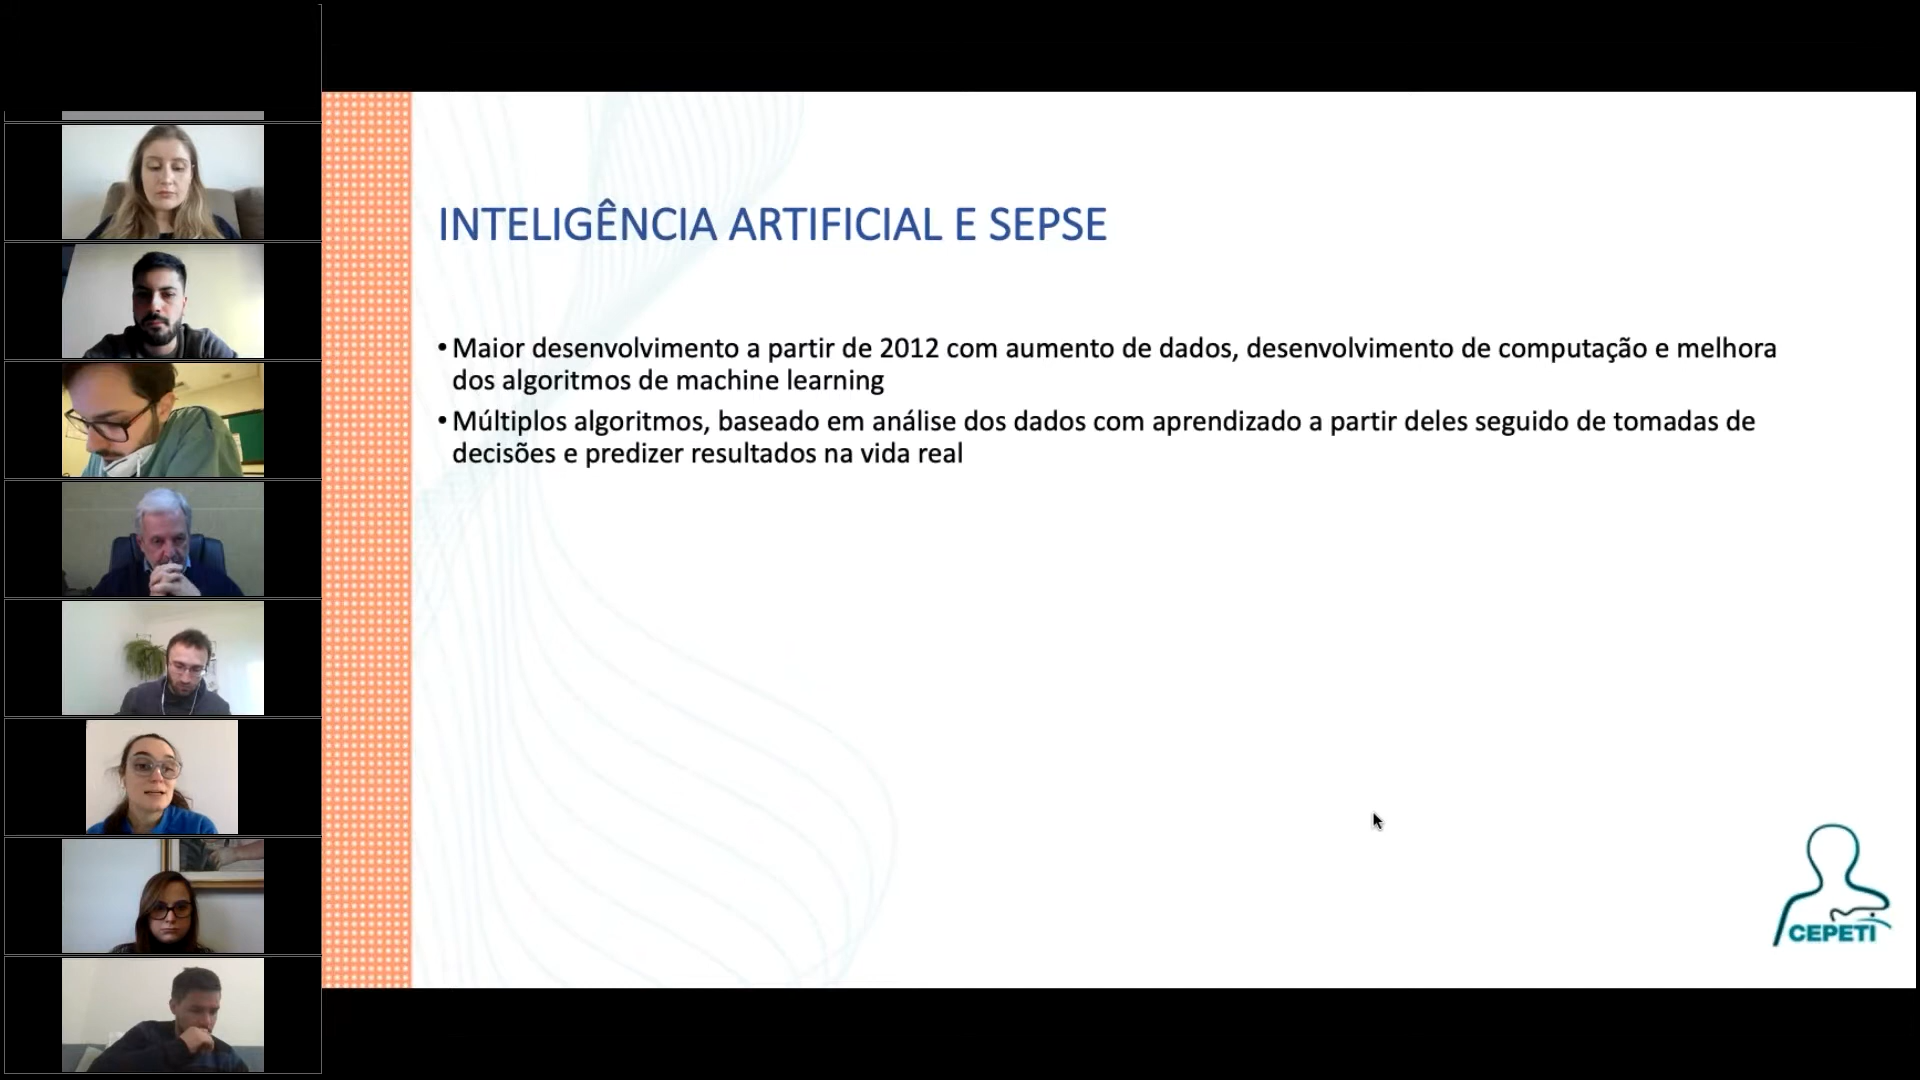 INTELIGÊNCIA ARTIFICIAL E SEPSE
• Maior desenvolvimento a partir de 2012 com aumento de dados, desenvolvimento de computação e melhora
dos algoritmos de machine learning
• Múltiplos algoritmos, baseado em análise dos dados com aprendizado a partir deles seguido de tomadas de
decisões e predizer resultados na vida real
CEPETI